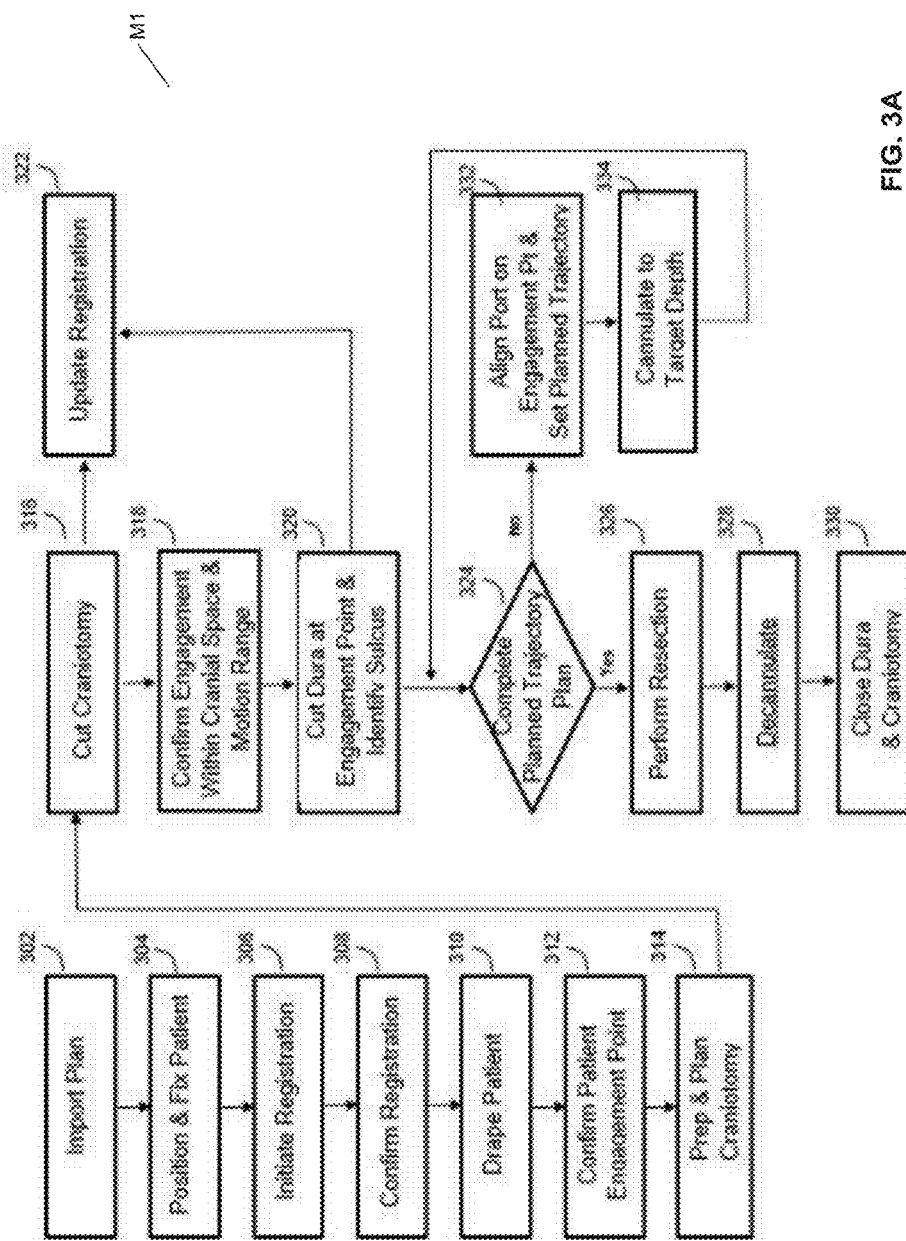 302
Import Plan
304
Position & Fix Patient
306
Initiate Registration
308
Confirm Registration
310
Drape Patient
312
Confirm Patient
Engagement Point
314
Prep & Plan
Craniotomy
316
Cut Craniotomy
318
Confirm Engagement
Within Cranial Space &
Motion Range
320
Cut Dura at
Engagement Point &
Identify Sulcus
322
Update Registration
324
Complete
Planned Trajectory
Plan
No
Yes
326
Perform Resection
328
Decanulate
330
Close Dura
& Craniotomy
332
Align Port on
Engagement Pt &
Set Planned Trajectory
334
Cannulate to
Target Depth
M1
FIG. 3A